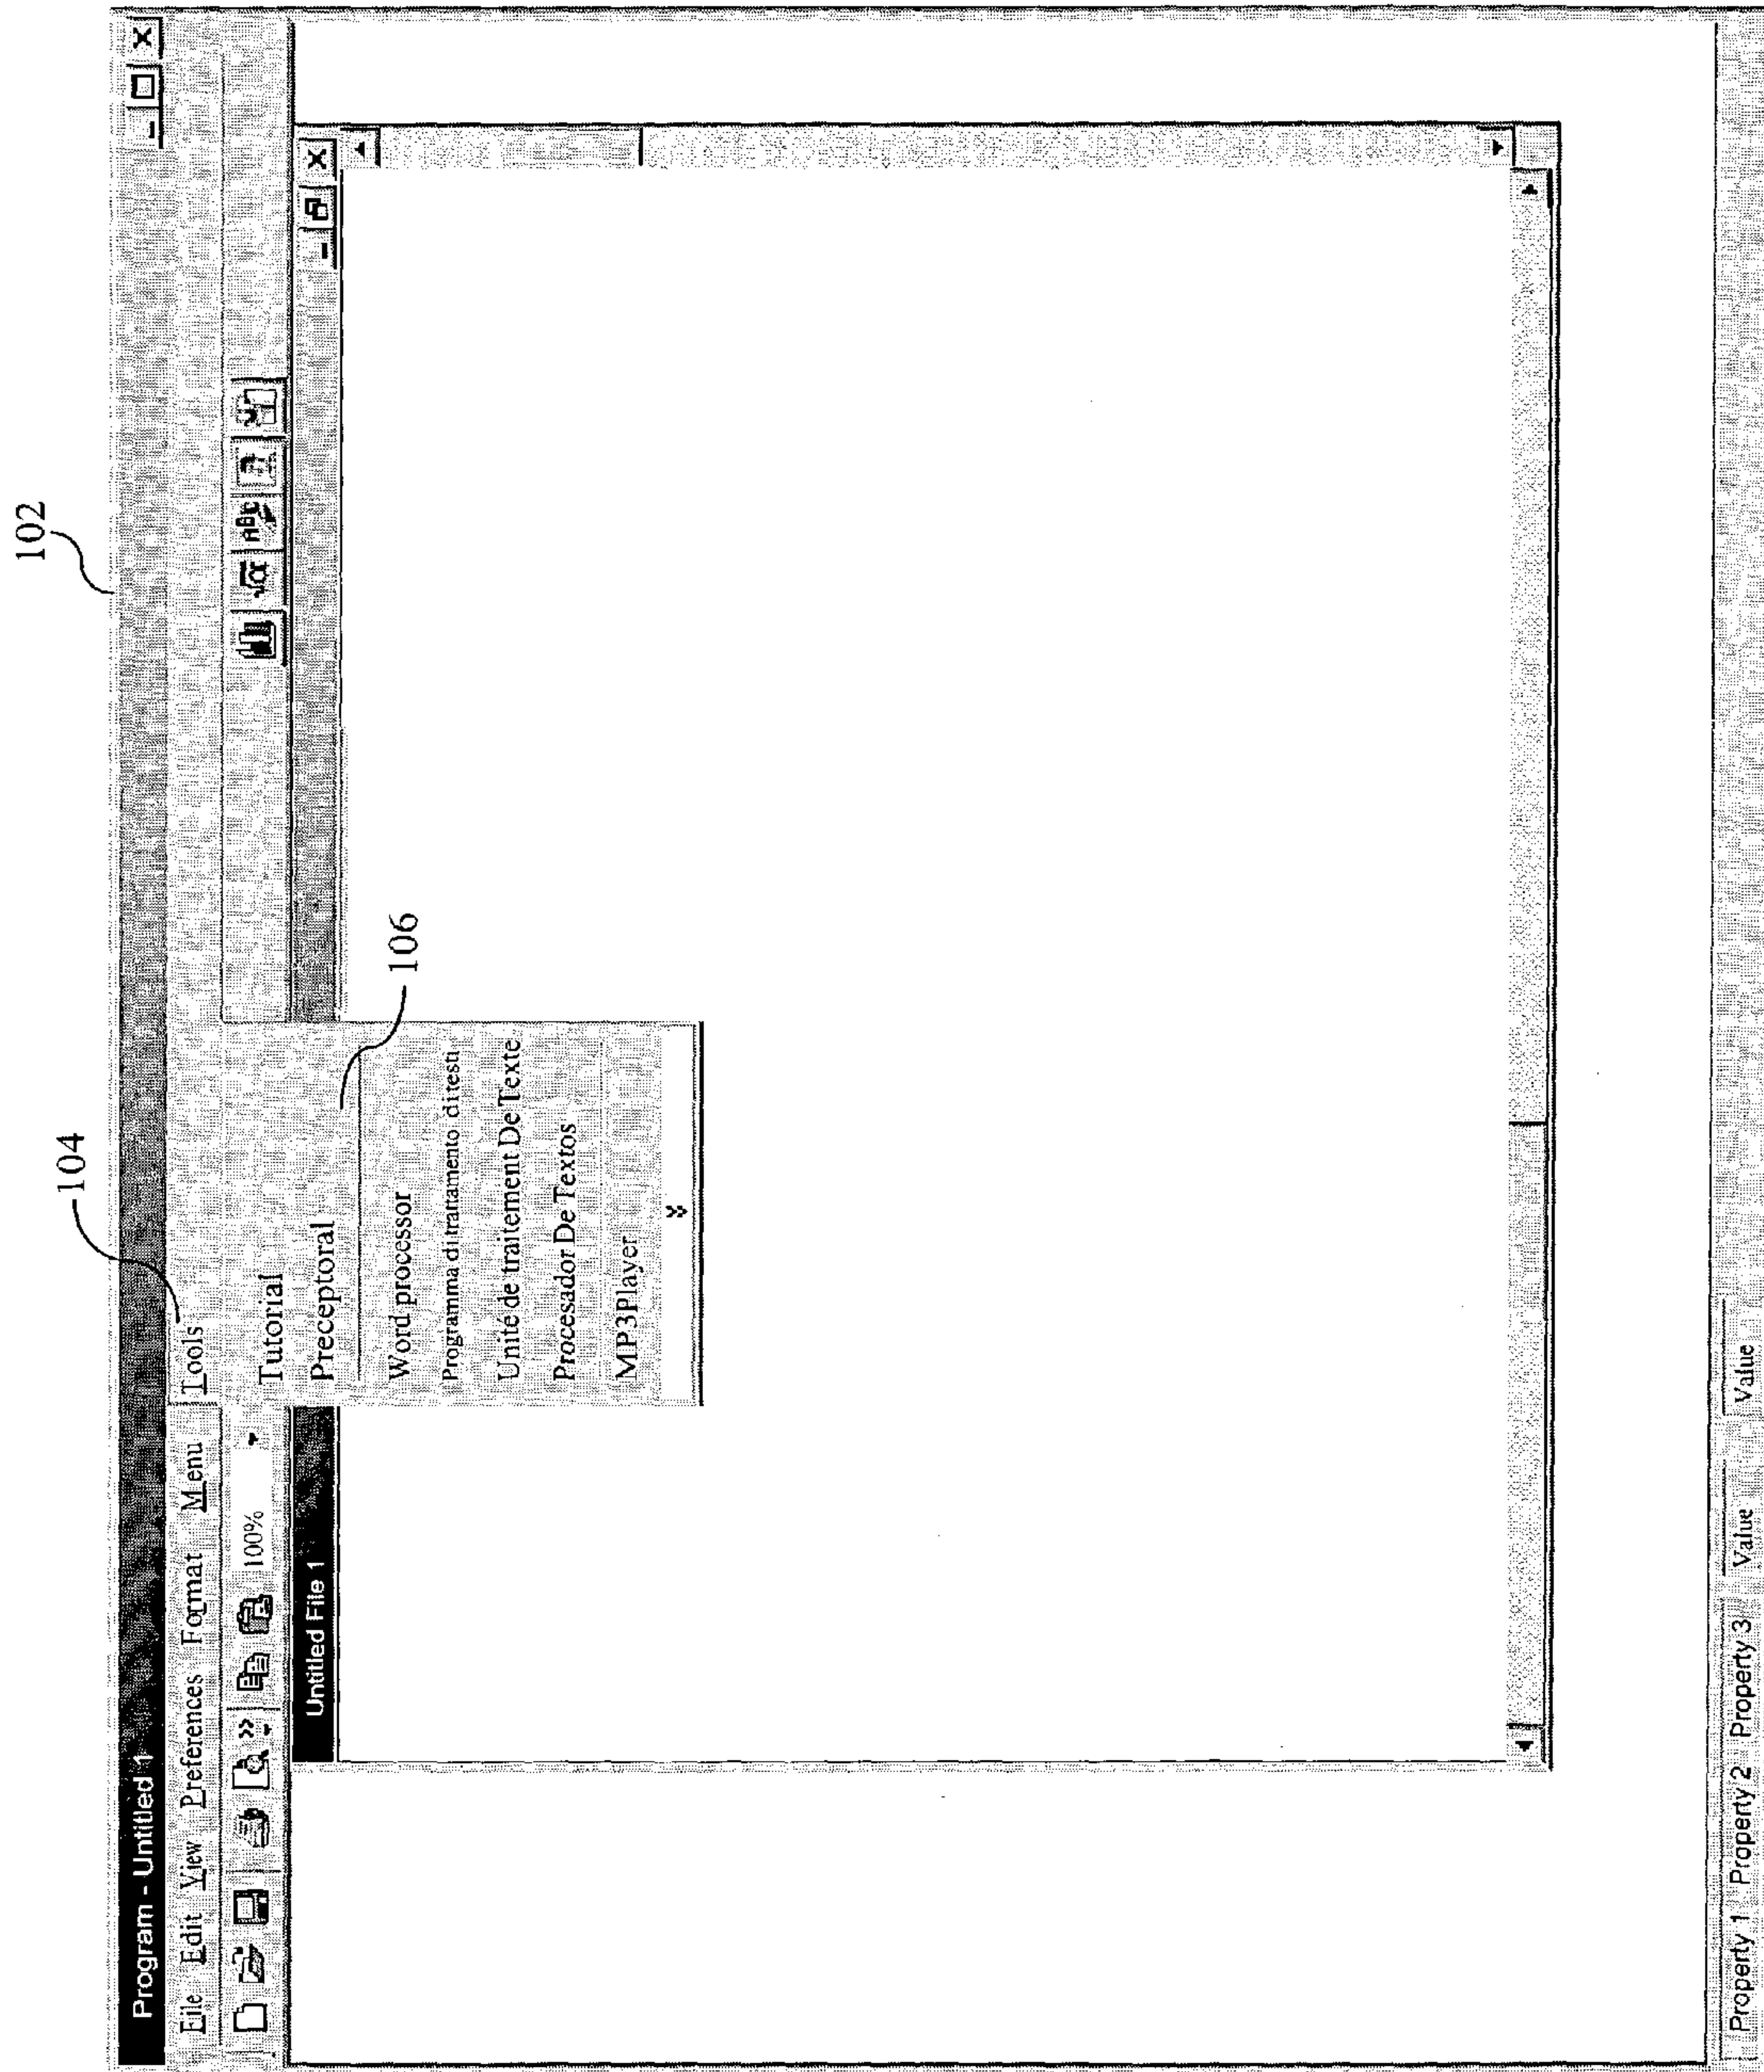 102
104
Program - Untitled 1
File Edit View Preferences Format Menu Tools
100%
ABC
Untitled File 1
Tutorial
Preceptoral
106
Word processor
Programma di trattamento di testi
Unité de traitement De Texte
Procesador De Textos
MP3Player
Property 1 Property 2 Property 3 Value Value